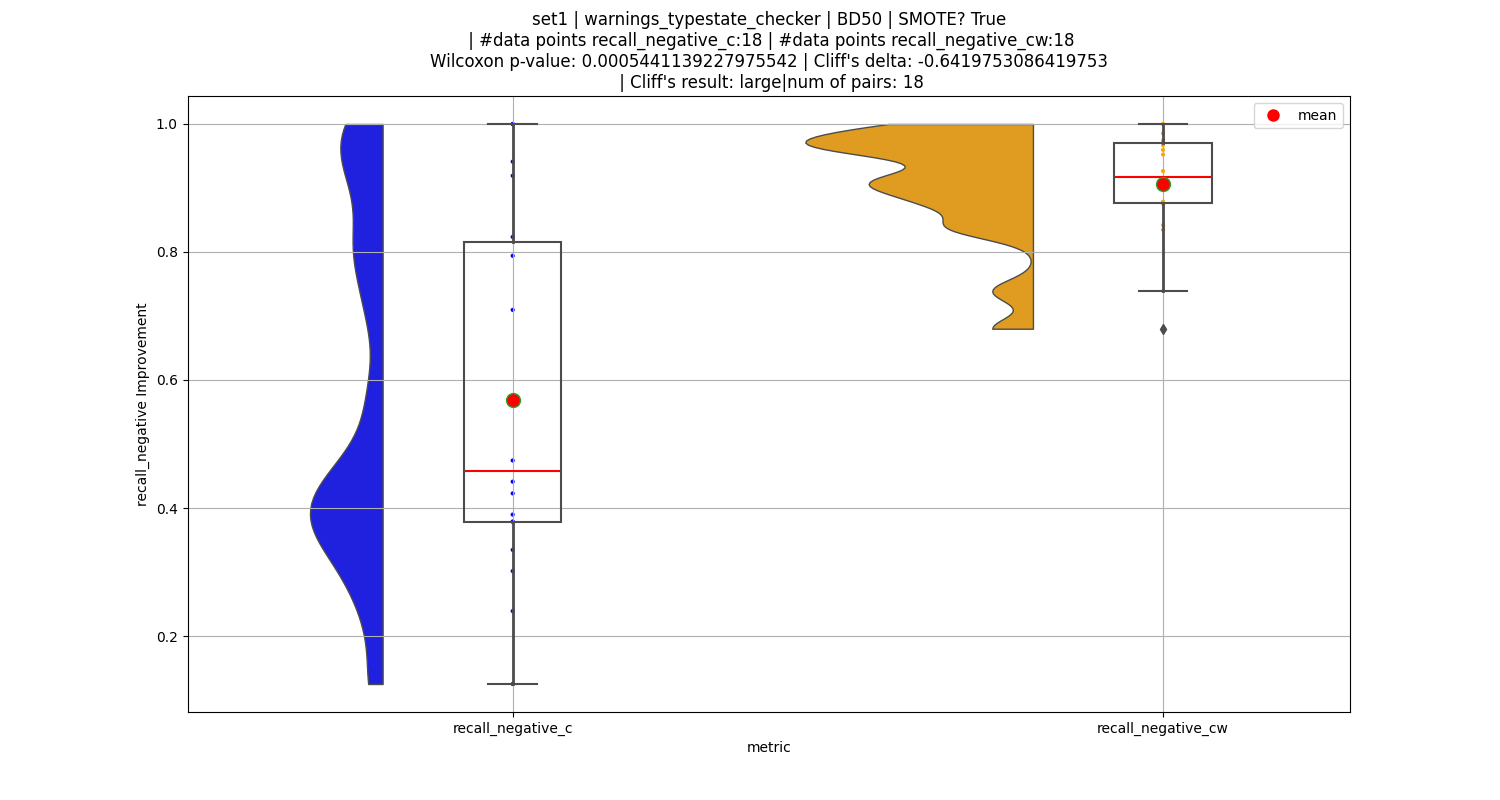 set1 | warnings_typestate_checker | BD50 | SMOTE? True
| #data points recall_negative_c:18 | #data points recall_negative_cw:18
Wilcoxon p-value: 0.0005441139227975542 | Cliff's delta: -0.6419753086419753
| Cliff's result: large|num of pairs: 18
mean
1.0
0.8
0.6
0.4
0.2
recall_negative Improvement
recall_negative_c
recall_negative_cw
metric